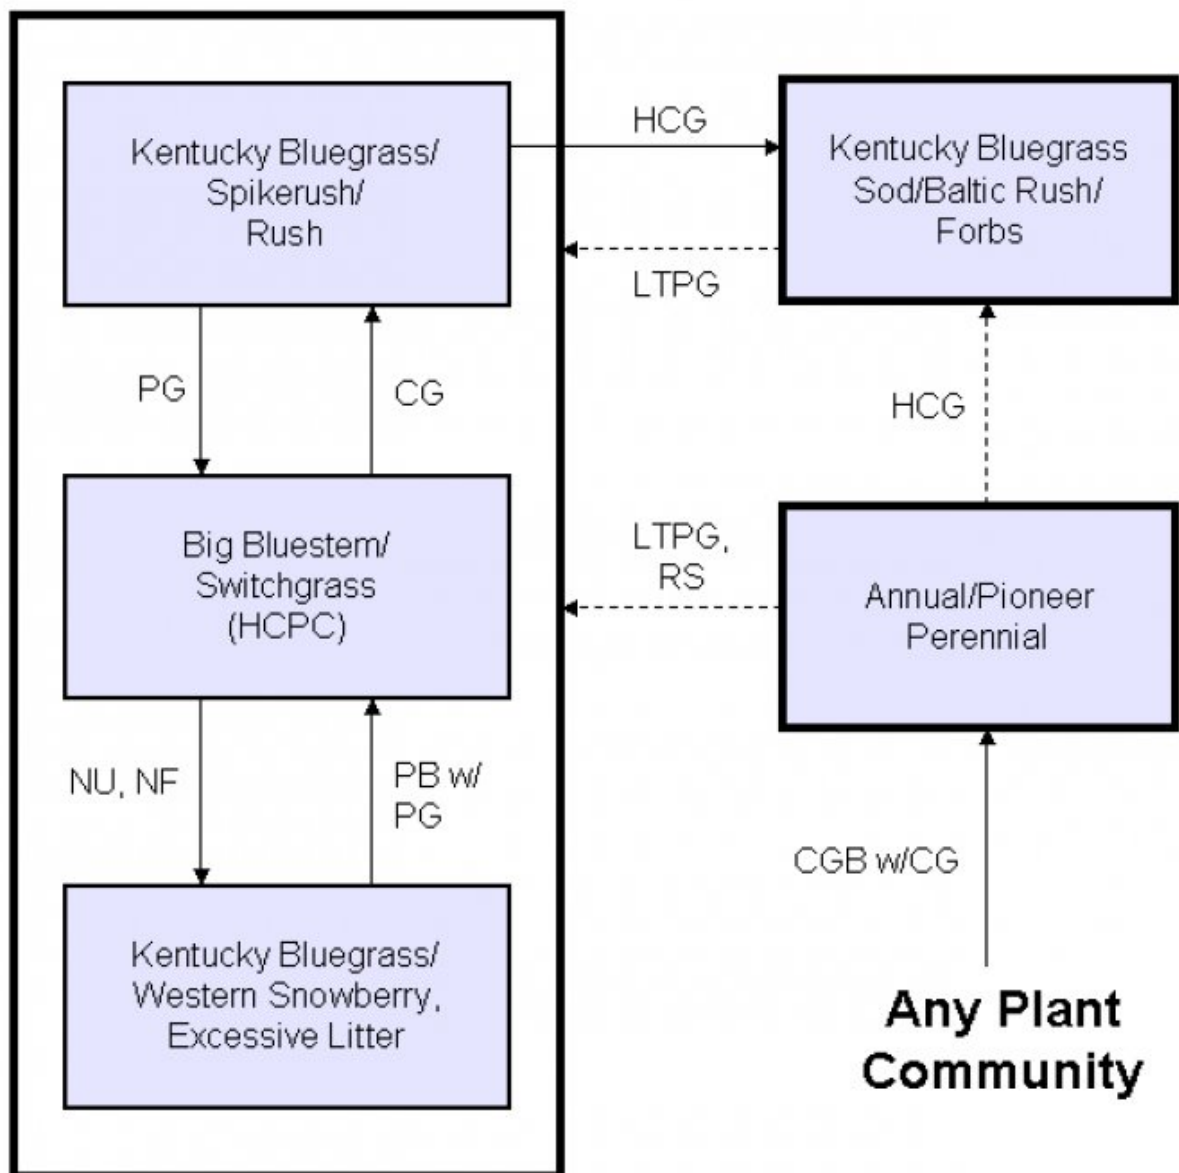 Kentucky Bluegrass/
Spikerush/
Rush
HCG
Kentucky Bluegrass
Sod/Baltic Rush/
Forbs
LTPG
PG
CG
HCG
Big Bluestem/
Switchgrass
(HCPC)
LTPG,
RS
Annual/Pioneer
Perennial
NU, NF
PB w/
PG
CGB w/CG
Kentucky Bluegrass/
Western Snowberry,
Excessive Litter
Any Plant
Community